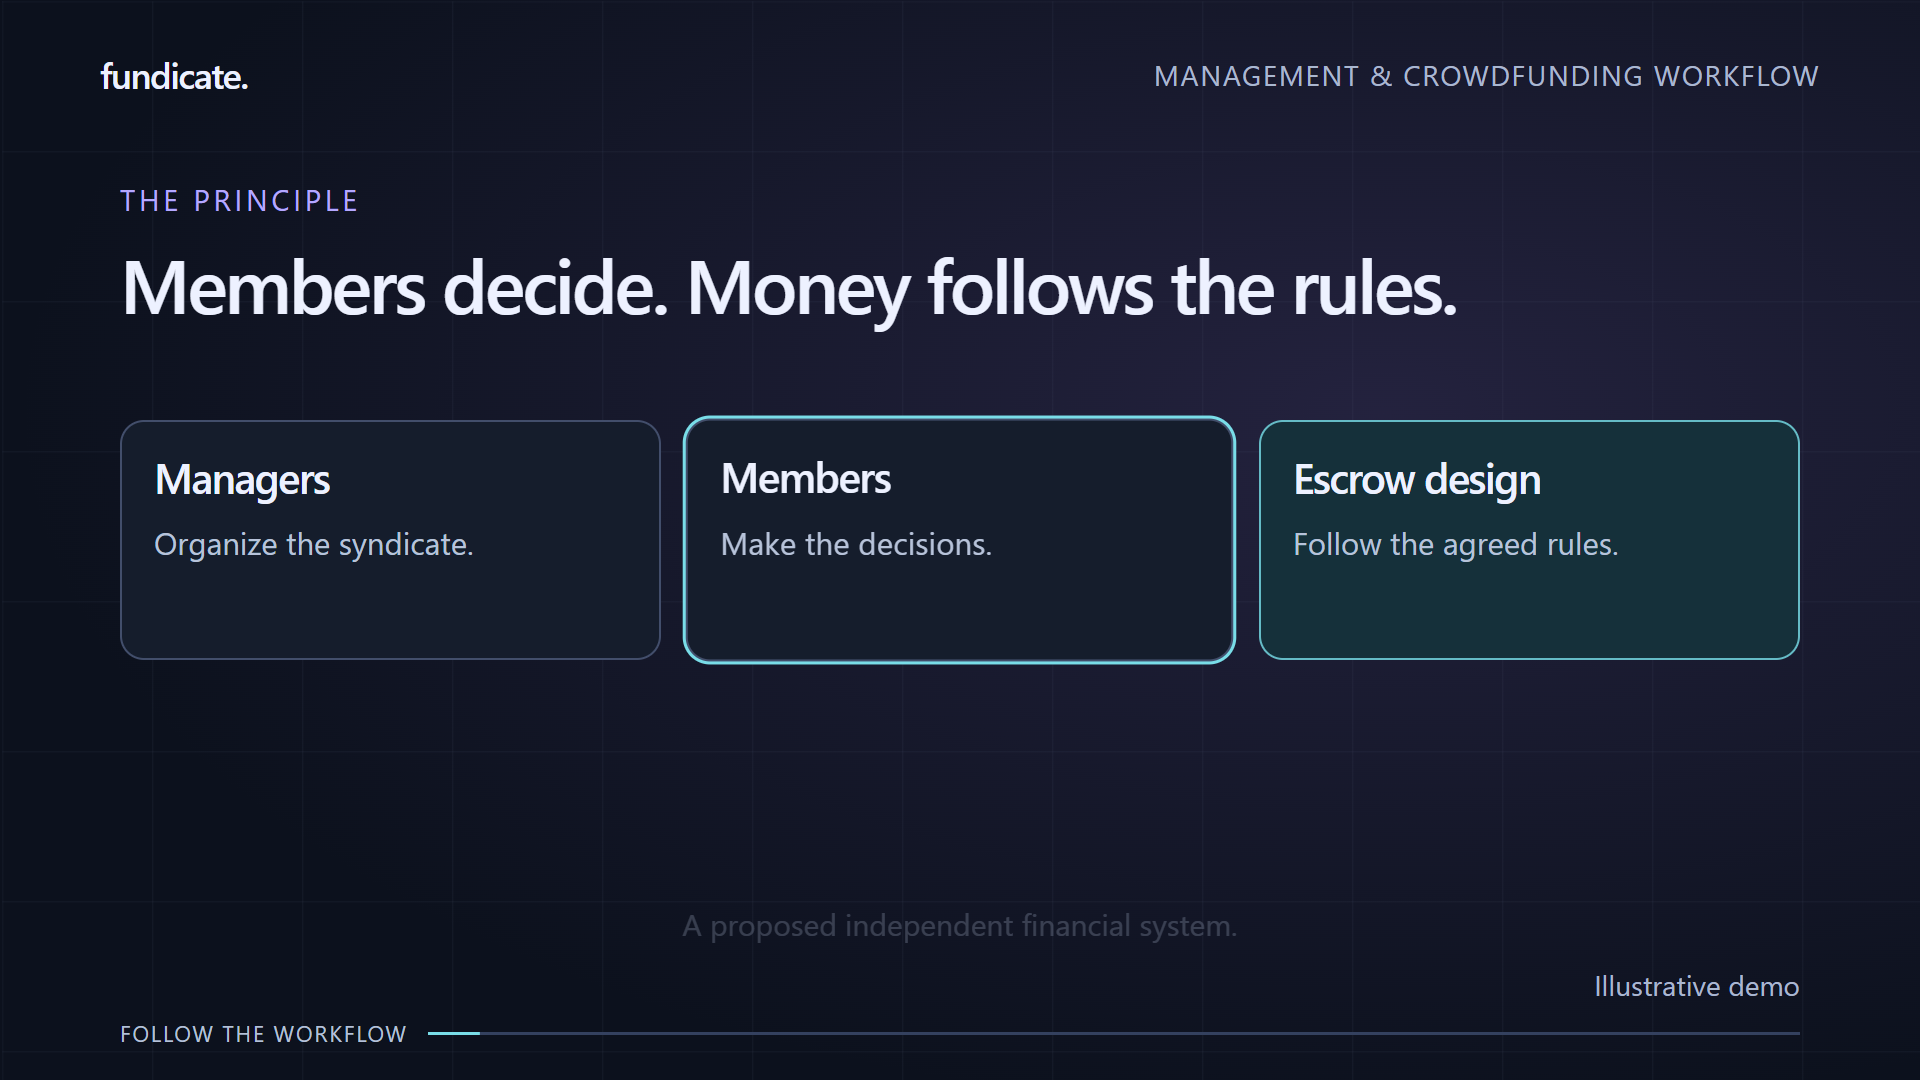 fundicate.
MANAGEMENT & CROWDFUNDING WORKFLOW
THE PRINCIPLE
Members decide. Money follows the rules.
Managers
Organize the syndicate.
Members
Make the decisions.
Escrow design
Follow the agreed rules.
A proposed independent financial system.
Illustrative demo
FOLLOW THE WORKFLOW